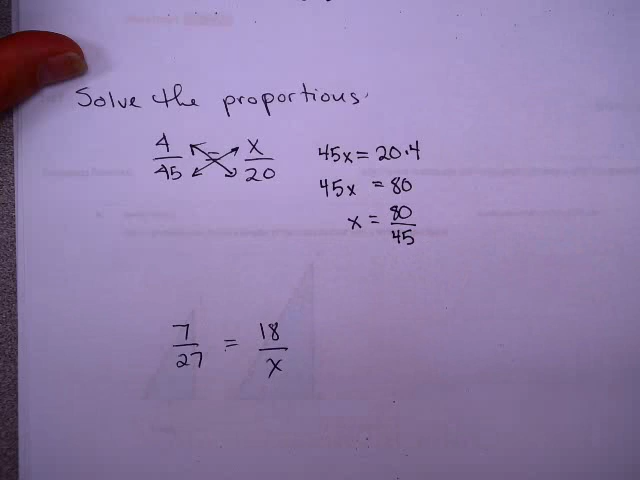 Solve the proportions.
4/45 = x/20
45x = 20·4
45x = 80
x = 80/45
7/27 = 18/x